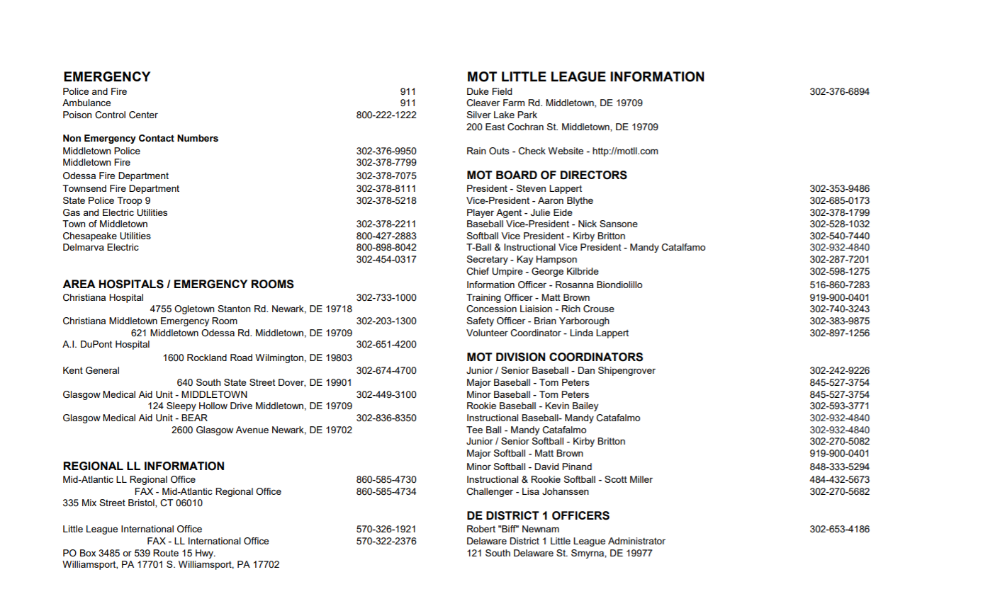 EMERGENCY
Police and Fire 911
Ambulance 911
Poison Control Center 800-222-1222
Non Emergency Contact Numbers
Middletown Police 302-376-9950
Middletown Fire 302-378-7799
Odessa Fire Department 302-378-7075
Townsend Fire Department 302-378-8111
State Police Troop 9 302-378-5218
Gas and Electric Utilities
Town of Middletown 302-378-2211
Chesapeake Utilities 800-427-2883
Delmarva Electric 800-898-8042
302-454-0317
AREA HOSPITALS / EMERGENCY ROOMS
Christiana Hospital 302-733-1000
4755 Ogletown Stanton Rd. Newark, DE 19718
Christiana Middletown Emergency Room 302-203-1300
621 Middletown Odessa Rd. Middletown, DE 19709
A.I. DuPont Hospital 302-651-4200
1600 Rockland Road Wilmington, DE 19803
Kent General 302-674-4700
640 South State Street Dover, DE 19901
Glasgow Medical Aid Unit - MIDDLETOWN 302-449-3100
124 Sleepy Hollow Drive Middletown, DE 19709
Glasgow Medical Aid Unit - BEAR 302-836-8350
2600 Glasgow Avenue Newark, DE 19702
REGIONAL LL INFORMATION
Mid-Atlantic LL Regional Office 860-585-4730
FAX - Mid-Atlantic Regional Office 860-585-4734
335 Mix Street Bristol, CT 06010
Little League International Office 570-326-1921
FAX - LL International Office 570-322-2376
PO Box 3485 or 539 Route 15 Hwy.
Williamsport, PA 17701 S. Williamsport, PA 17702
MOT LITTLE LEAGUE INFORMATION
Duke Field 302-376-6894
Cleaver Farm Rd. Middletown, DE 19709
Silver Lake Park
200 East Cochran St. Middletown, DE 19709
Rain Outs - Check Website - http://motll.com
MOT BOARD OF DIRECTORS
President - Steven Lappert 302-353-9486
Vice-President - Aaron Blythe 302-685-0173
Player Agent - Julie Eide 302-378-1799
Baseball Vice-President - Nick Sansone 302-528-1032
Softball Vice President - Kirby Britton 302-540-7440
T-Ball & Instructional Vice President - Mandy Catalfamo 302-932-4840
Secretary - Kay Hampson 302-287-7201
Chief Umpire - George Kilbride 302-598-1275
Information Officer - Rosanna Biondiolillo 516-860-7283
Training Officer - Matt Brown 919-900-0401
Concession Liaision - Rich Crouse 302-740-3243
Safety Officer - Brian Yarborough 302-383-9875
Volunteer Coordinator - Linda Lappert 302-897-1256
MOT DIVISION COORDINATORS
Junior / Senior Baseball - Dan Shipengrover 302-242-9226
Major Baseball - Tom Peters 845-527-3754
Minor Baseball - Tom Peters 845-527-3754
Rookie Baseball - Kevin Bailey 302-593-3771
Instructional Baseball- Mandy Catafalmo 302-932-4840
Tee Ball - Mandy Catafalmo 302-932-4840
Junior / Senior Softball - Kirby Britton 302-270-5082
Major Softball - Matt Brown 919-900-0401
Minor Softball - David Pinand 848-333-5294
Instructional & Rookie Softball - Scott Miller 484-432-5673
Challenger - Lisa Johanssen 302-270-5682
DE DISTRICT 1 OFFICERS
Robert "Biff" Newnam 302-653-4186
Delaware District 1 Little League Administrator
121 South Delaware St. Smyrna, DE 19977